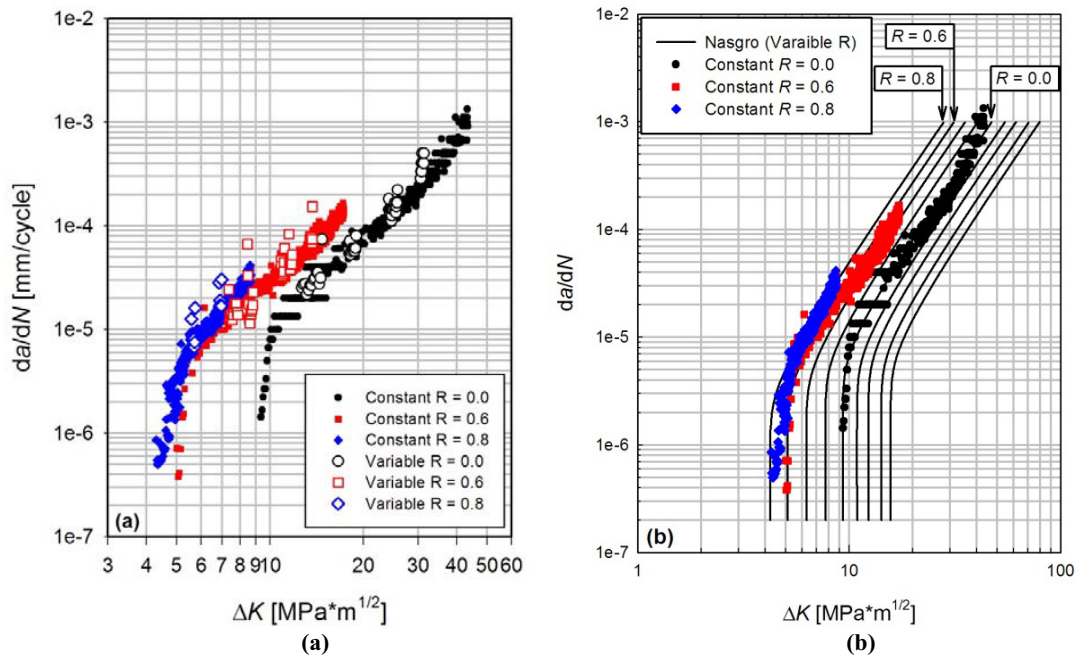 1e-2
1e-3
1e-4
1e-5
1e-6
1e-7
da/dN [mm/cycle]
Constant R = 0.0
Constant R = 0.6
Constant R = 0.8
Variable R = 0.0
Variable R = 0.6
Variable R = 0.8
(a)
3 4 5 6 7 8 9 10 20 30 40 50 60
ΔK [MPa*m1/2]
(a)
1e-2
1e-3
1e-4
1e-5
1e-6
1e-7
da/dN
Nasgro (Varaible R)
Constant R = 0.0
Constant R = 0.6
Constant R = 0.8
R = 0.6
R = 0.8
R = 0.0
(b)
1 10 100
ΔK [MPa*m1/2]
(b)